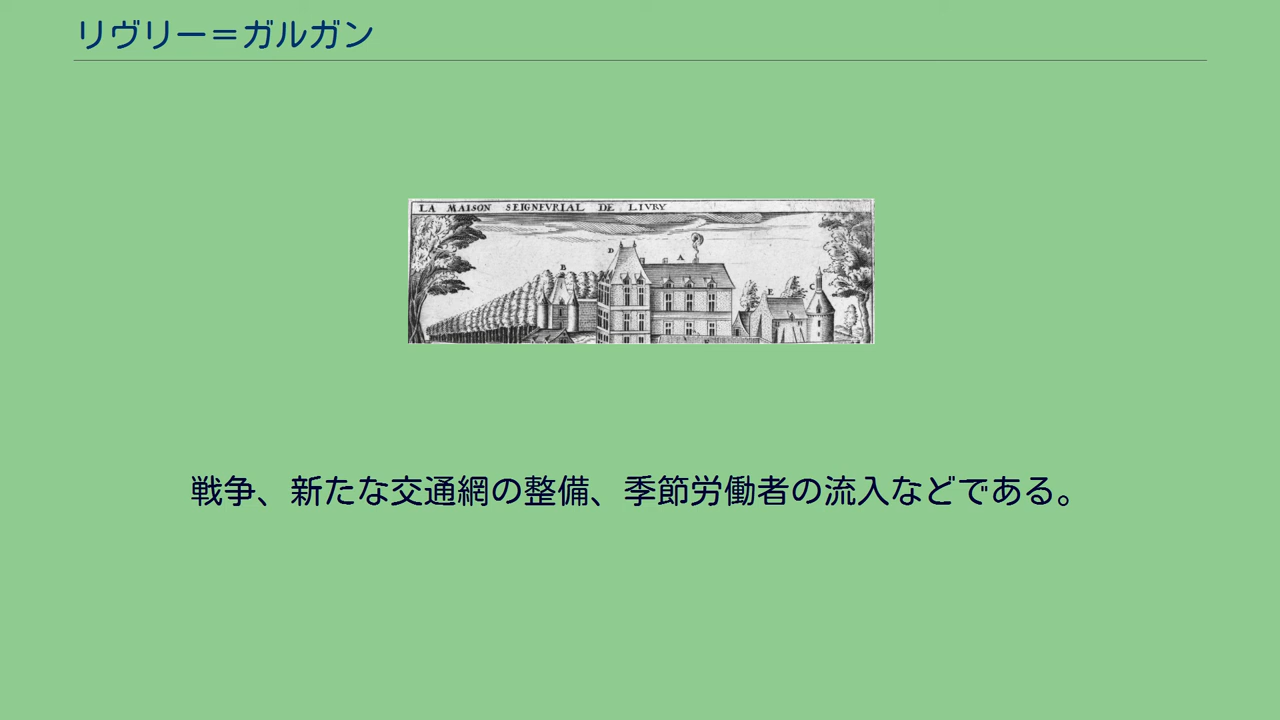 リヴリー＝ガルガン
LA MAISON SEIGNEVRIAL DE LIVRY
D
A
B
E
C
戦争、新たな交通網の整備、季節労働者の流入などである。